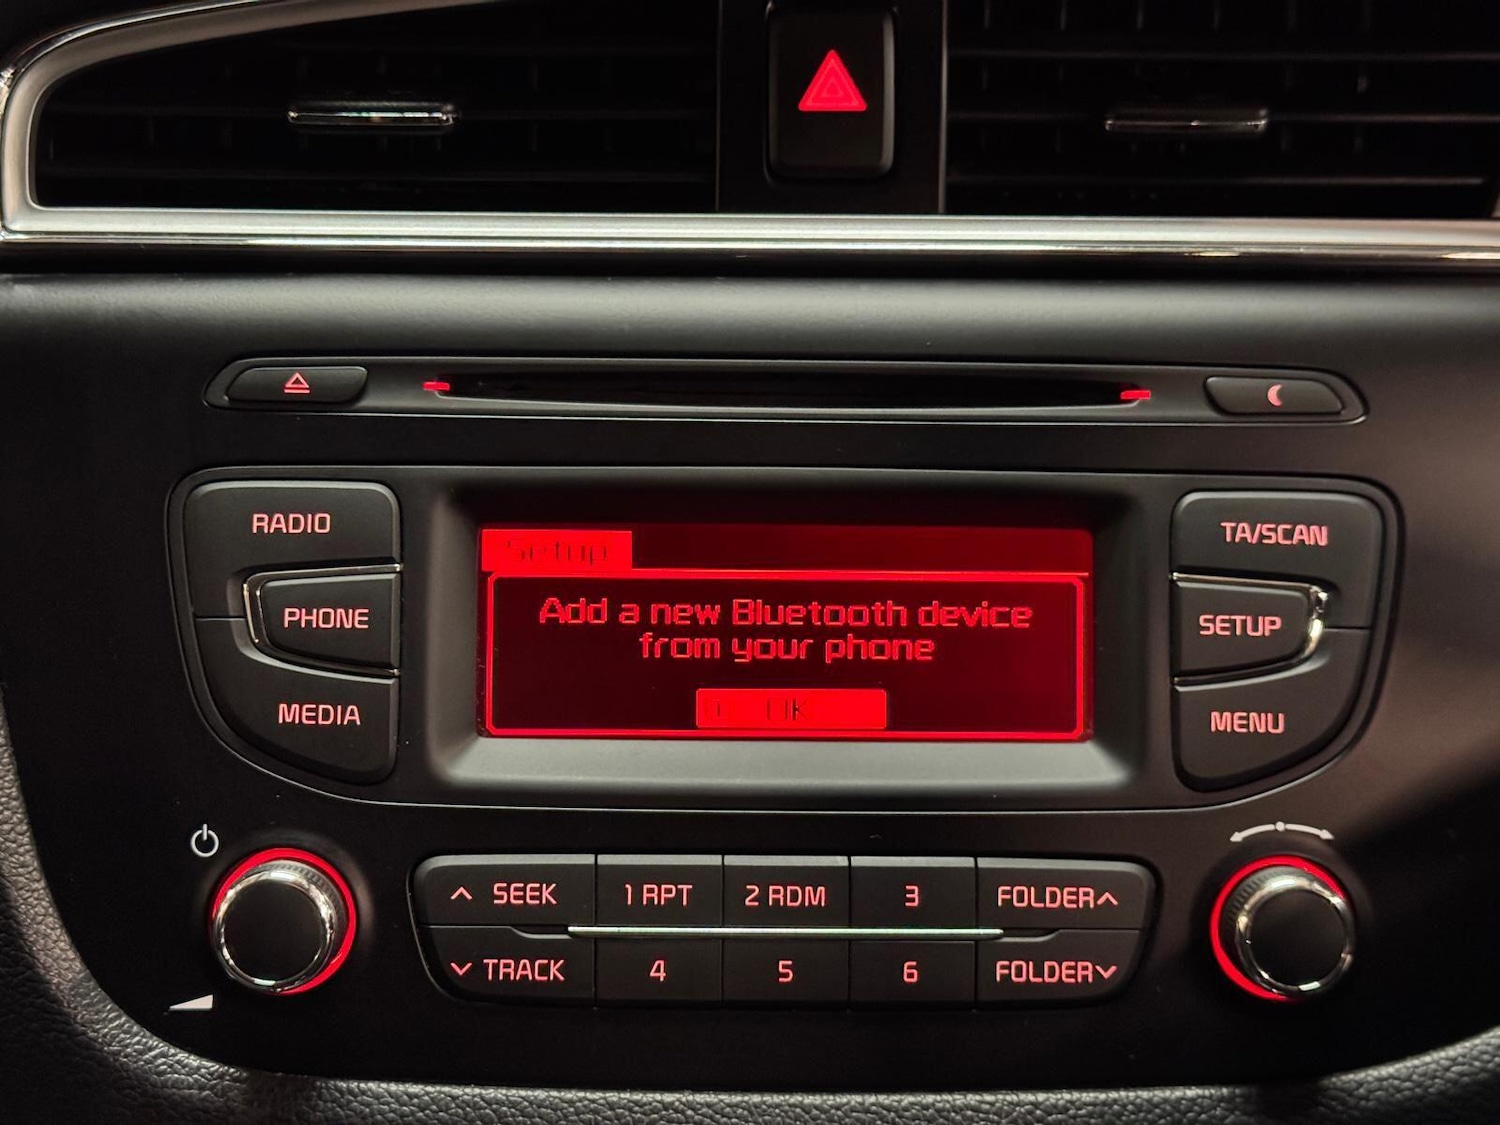 RADIO
PHONE
MEDIA
Setup
Add a new Bluetooth device
from your phone
OK
TA/SCAN
SETUP
MENU
SEEK
1 RPT
2 RDM
3
FOLDER
TRACK
4
5
6
FOLDER